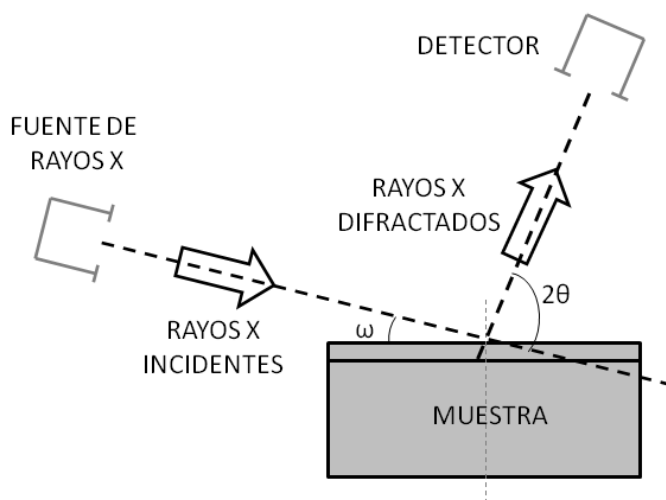 DETECTOR
FUENTE DE
RAYOS X
RAYOS X
DIFRACTADOS
2θ
ω
RAYOS X
INCIDENTES
MUESTRA